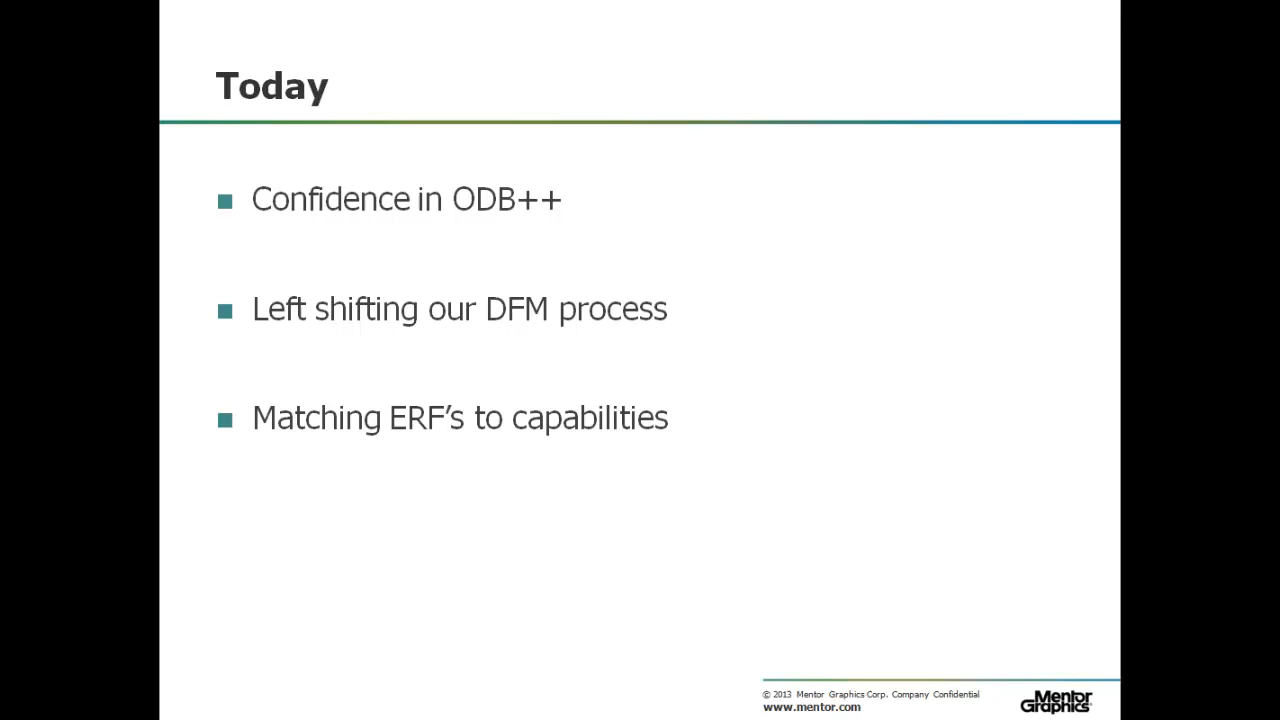 Today
Confidence in ODB++
Left shifting our DFM process
Matching ERF’s to capabilities
© 2013 Mentor Graphics Corp. Company Confidential
www.mentor.com
Mentor
Graphics